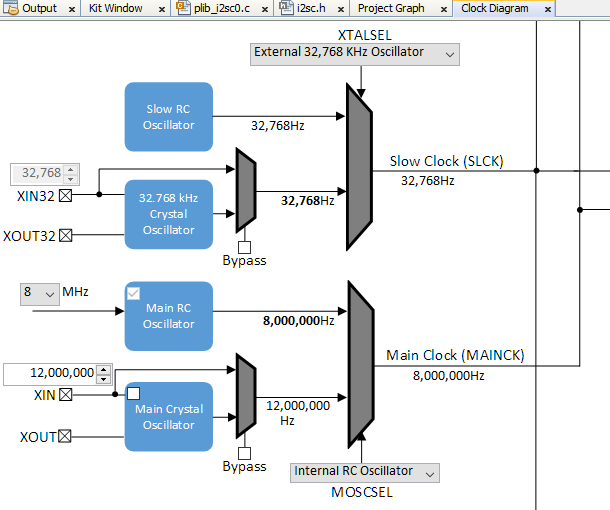 Output
Kit Window
plib_i2sc0.c
i2sc.h
Project Graph
Clock Diagram
XTALSEL
External 32,768 KHz Oscillator
Slow RC
Oscillator
32,768Hz
Slow Clock (SLCK)
32,768Hz
32,768
XIN32
32.768 kHz
Crystal
Oscillator
32,768Hz
XOUT32
Bypass
8
MHz
Main RC
Oscillator
8,000,000Hz
Main Clock (MAINCK)
8,000,000Hz
12,000,000
XIN
Main Crystal
Oscillator
12,000,000
Hz
XOUT
Bypass
Internal RC Oscillator
MOSCSEL